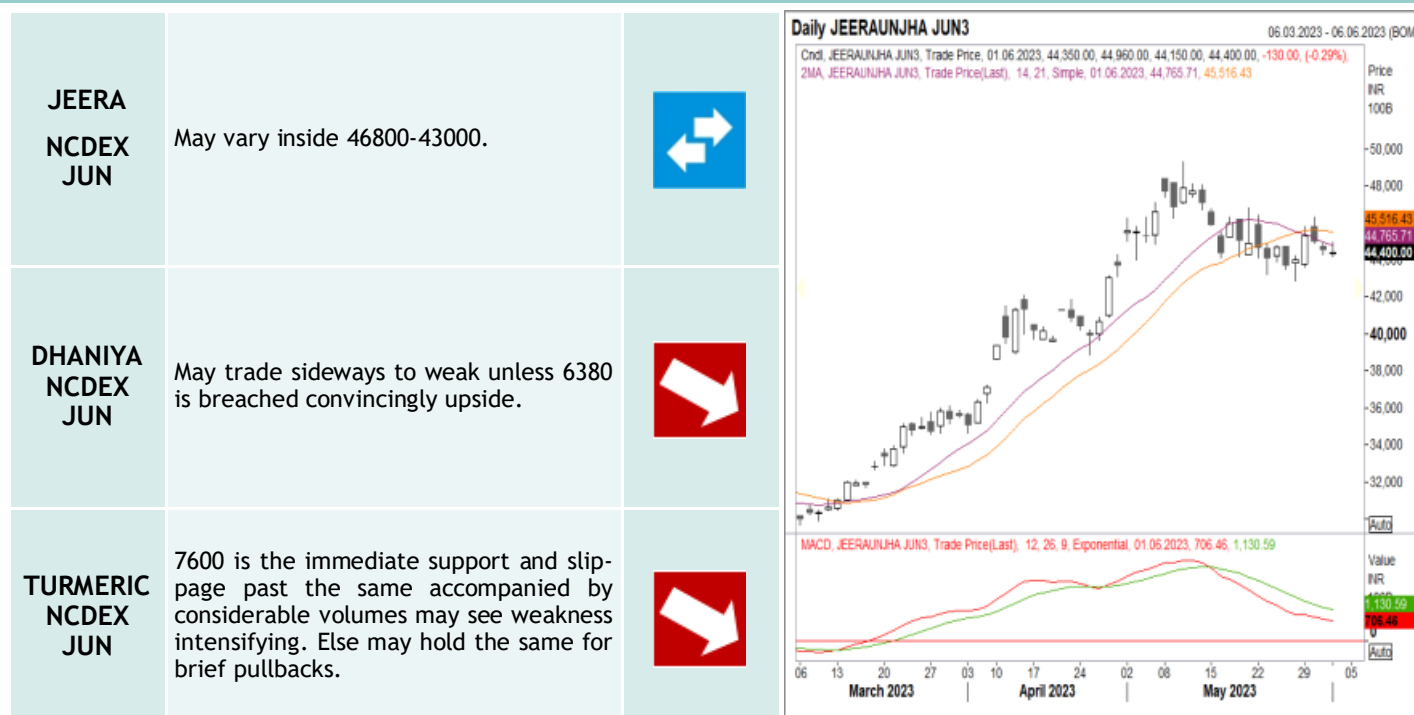 JEERA
NCDEX
JUN
May vary inside 46800-43000.
DHANIYA
NCDEX
JUN
May trade sideways to weak unless 6380
is breached convincingly upside.
TURMERIC
NCDEX
JUN
7600 is the immediate support and slip-
page past the same accompanied by
considerable volumes may see weakness
intensifying. Else may hold the same for
brief pullbacks.
Daily JEERAUNJHA JUN3
06.03.2023 - 06.06.2023 (BOM
Cndl, JEERAUNJHA JUN3, Trade Price, 01.06.2023, 44,350.00, 44,960.00, 44,150.00, 44,400.00, -130.00, (-0.29%),
2MA, JEERAUNJHA JUN3, Trade Price(Last), 14, 21, Simple, 01.06.2023, 44,765.71, 45,516.43
Price
INR
100B
50,000
48,000
45,516.43
44,765.71
44,400.00
42,000
40,000
38,000
36,000
34,000
32,000
Auto
MACD, JEERAUNJHA JUN3, Trade Price(Last), 12, 26, 9, Exponential, 01.06.2023, 706.46, 1,130.59
Value
INR
1,130.59
706.46
0
Auto
06 13 20 27 03 10 17 24 02 08 15 22 29 05
March 2023 April 2023 May 2023